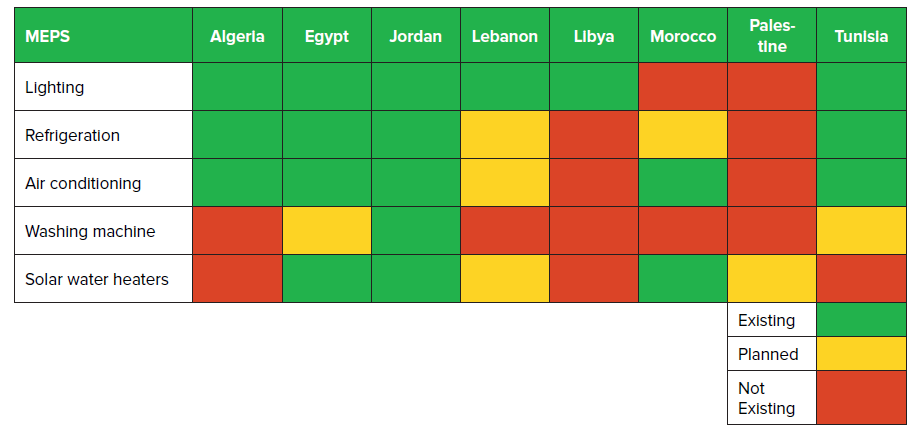 MEPS Algeria Egypt Jordan Lebanon Libya Morocco Pales-
tine Tunisia
Lighting
Refrigeration
Air conditioning
Washing machine
Solar water heaters
Existing
Planned
Not
Existing